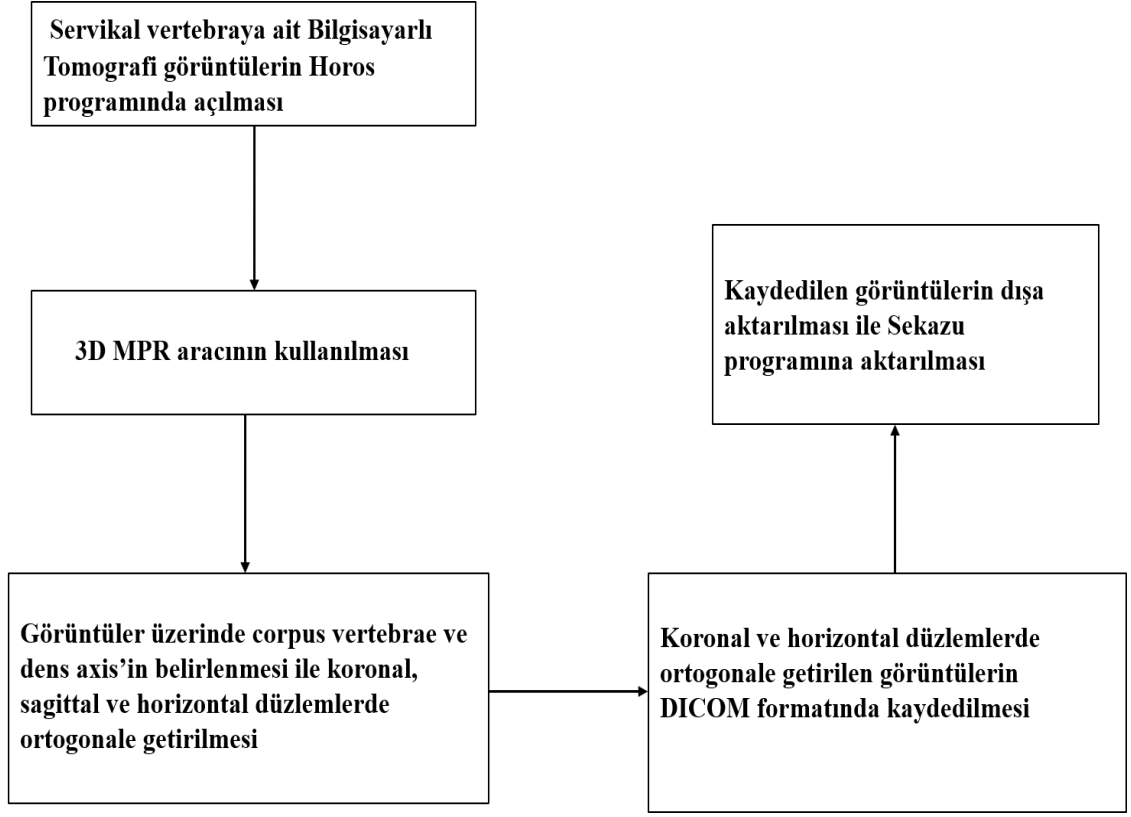 Servikal vertebraya ait Bilgisayarlı
Tomografi görüntülerin Horos
programında açılması
3D MPR aracının kullanılması
Görüntüler üzerinde corpus vertebrae ve
dens axis’in belirlenmesi ile koronal,
sagittal ve horizontal düzlemlerde
ortogonale getirilmesi
Koronal ve horizontal düzlemlerde
ortogonale getirilen görüntülerin
DICOM formatında kaydedilmesi
Kaydedilen görüntülerin dışa
aktarılması ile Sekazu
programına aktarılması